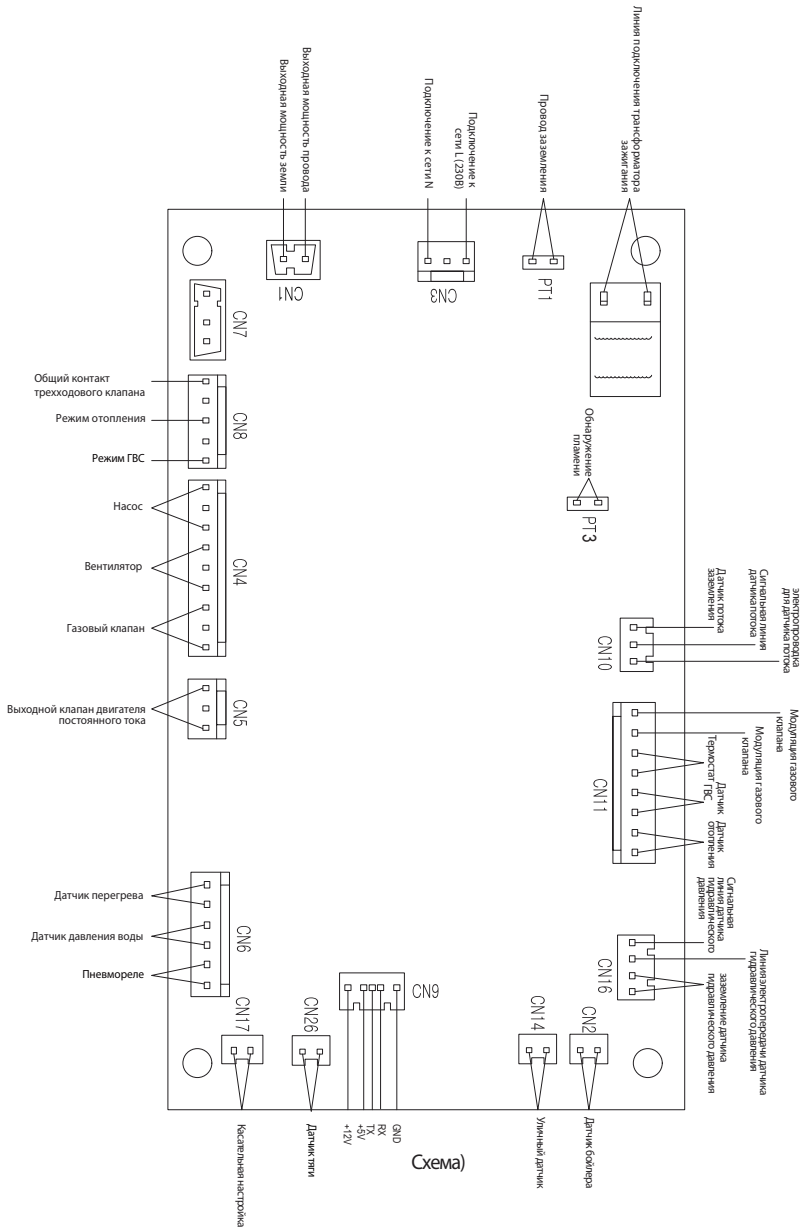 Выходная мощность земли
Выходная мощность провода
Подключение к сети N
Подключение к
сети L (230В)
Провод заземления
Линия подключения трансформатора
зажигания
CN1
CN3
PT1
CN7
Общий контакт
трехходового клапана
Режим отопления
Режим ГВС
CN8
Обнаружение
пламени
PT3
Насос
Вентилятор
Газовый клапан
CN4
Датчик потока
заземления
Сигнальная линия
датчика потока
электропроводка
для датчика потока
CN10
Выходной клапан двигателя
постоянного тока
CN5
Модуляция газового
клапана
Модуляция газового
клапана
Термостат
Датчик
ГВС
Датчик
отопления
CN11
Датчик перегрева
Датчик давления воды
Пневмореле
CN6
Сигнальная
линия датчика
гидравлического
давления
Линия электропередачи датчика
гидравлического давления
заземление датчика
гидравлического давления
CN16
CN9
CN17
CN26
CN14
CN2
Касательная настройка
Датчик тяги
+12V
+5V
TX
RX
GND
Уличный датчик
Датчик бойлера
Схема)